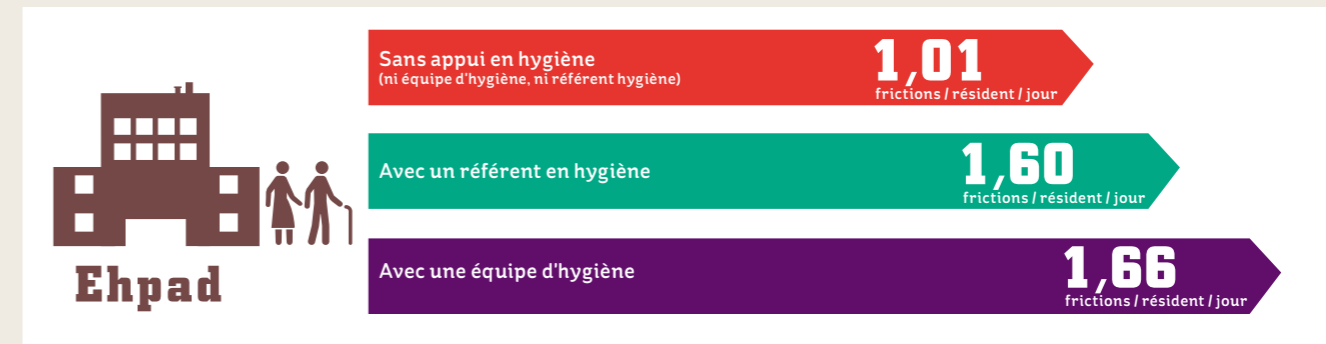 Sans appui en hygiène
(ni équipe d'hygiène, ni référent hygiène)
1,01
frictions / résident / jour
Avec un référent en hygiène
1,60
frictions / résident / jour
Avec une équipe d'hygiène
1,66
frictions / résident / jour
Ehpad